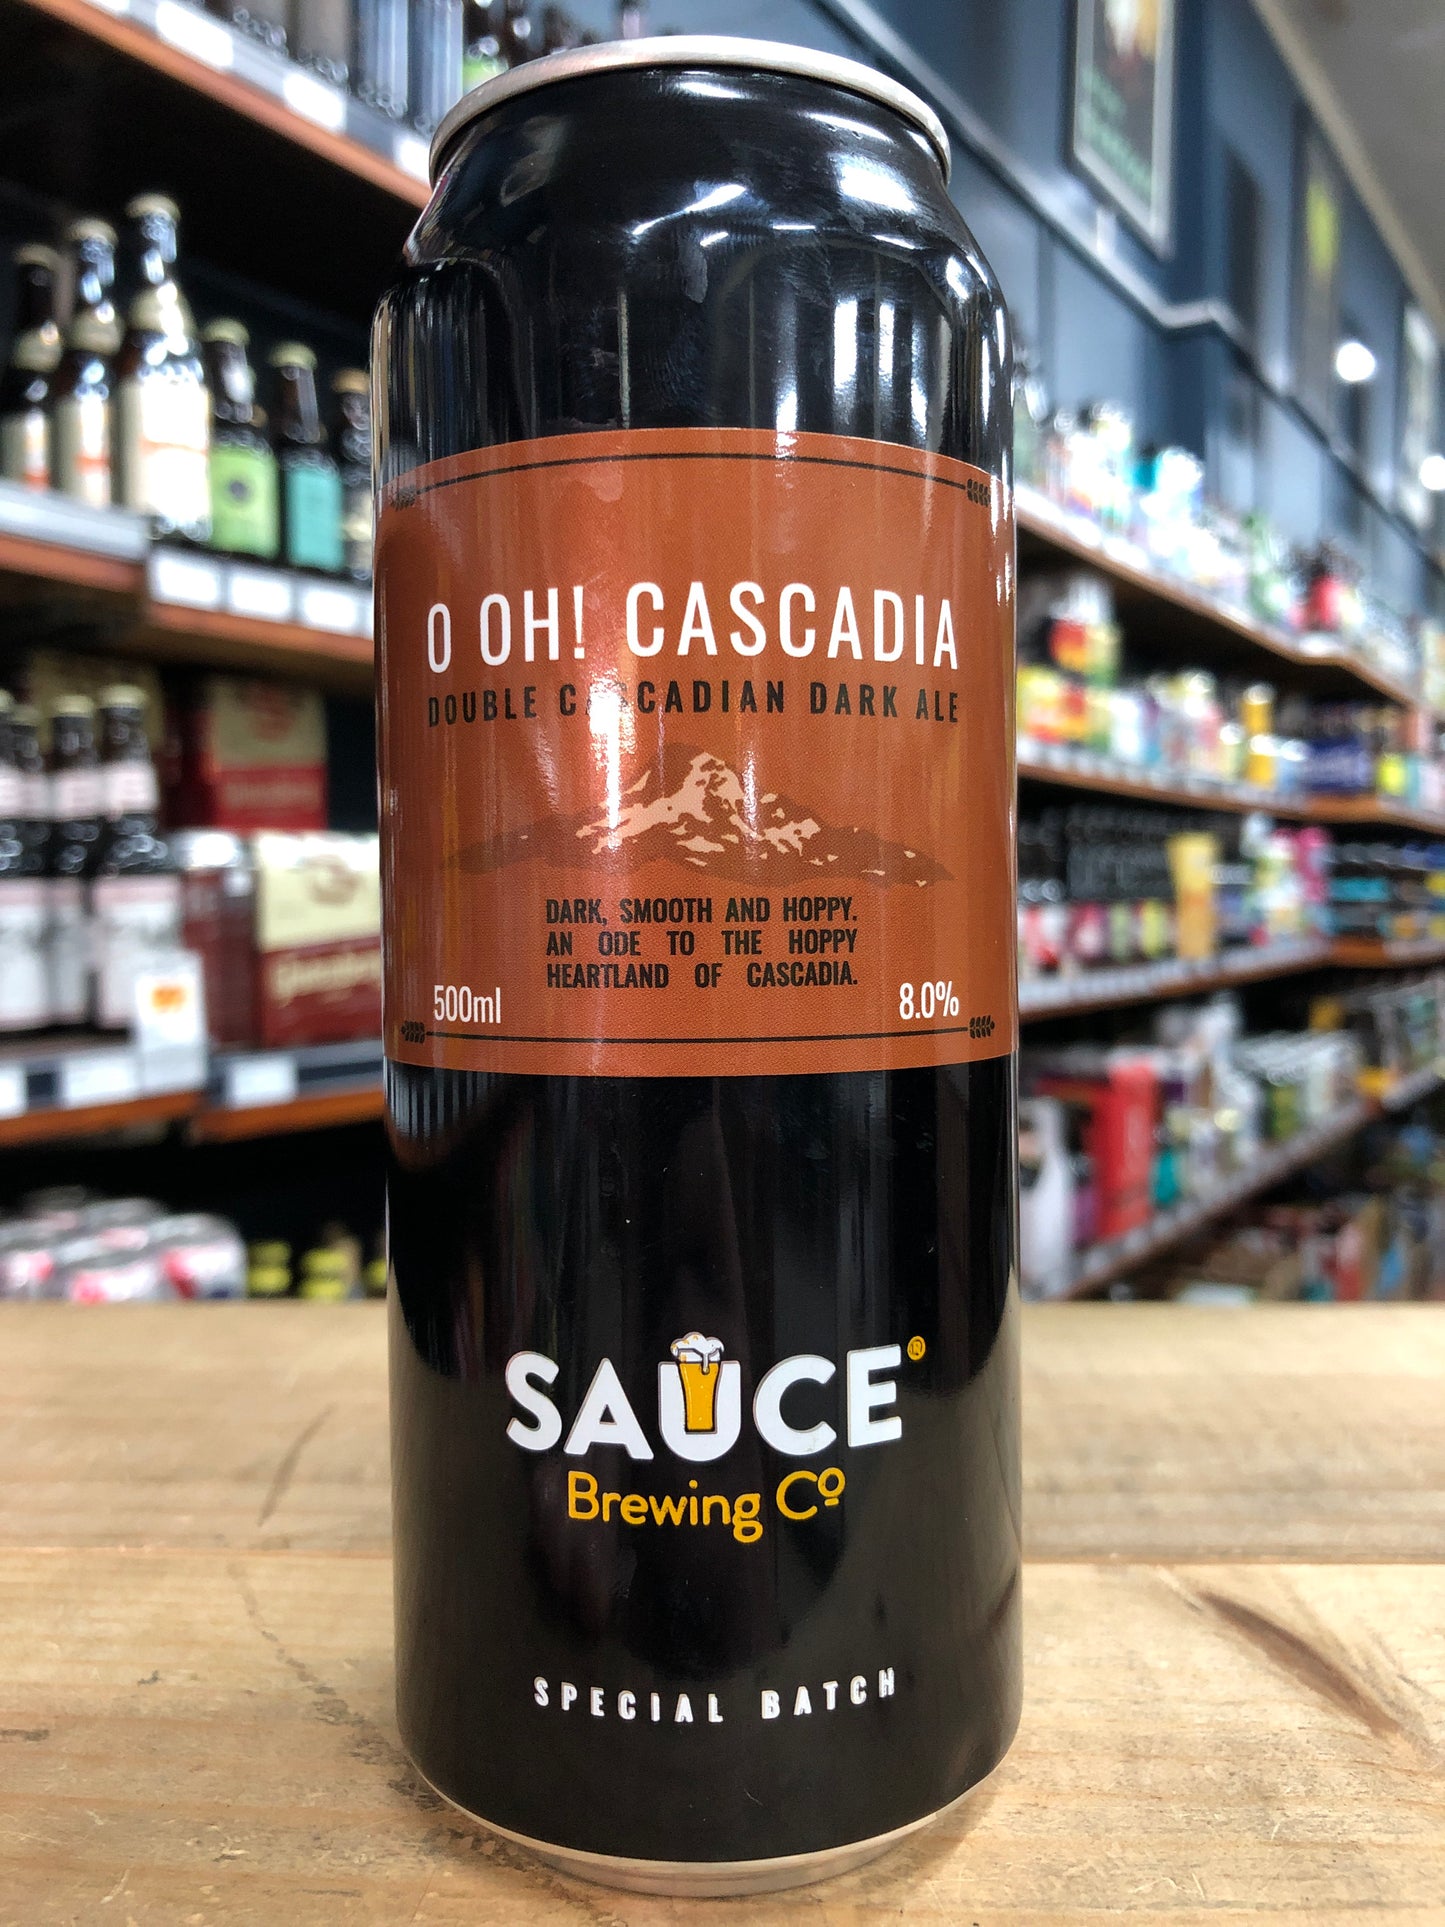 O OH! CASCADIA
DOUBLE CASCADIAN DARK ALE
DARK, SMOOTH AND HOPPY.
AN ODE TO THE HOPPY
HEARTLAND OF CASCADIA.
500ml 8.0%
SAUCE®
Brewing Cº
SPECIAL BATCH